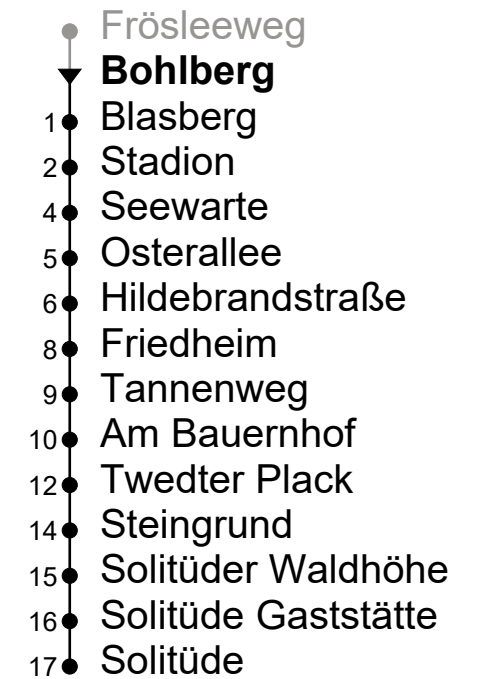 Frösleeweg
Bohlberg
1 Blasberg
2 Stadion
4 Seewarte
5 Osterallee
6 Hildebrandstraße
8 Friedheim
9 Tannenweg
10 Am Bauernhof
12 Twedter Plack
14 Steingrund
15 Solitüder Waldhöhe
16 Solitüde Gaststätte
17 Solitüde